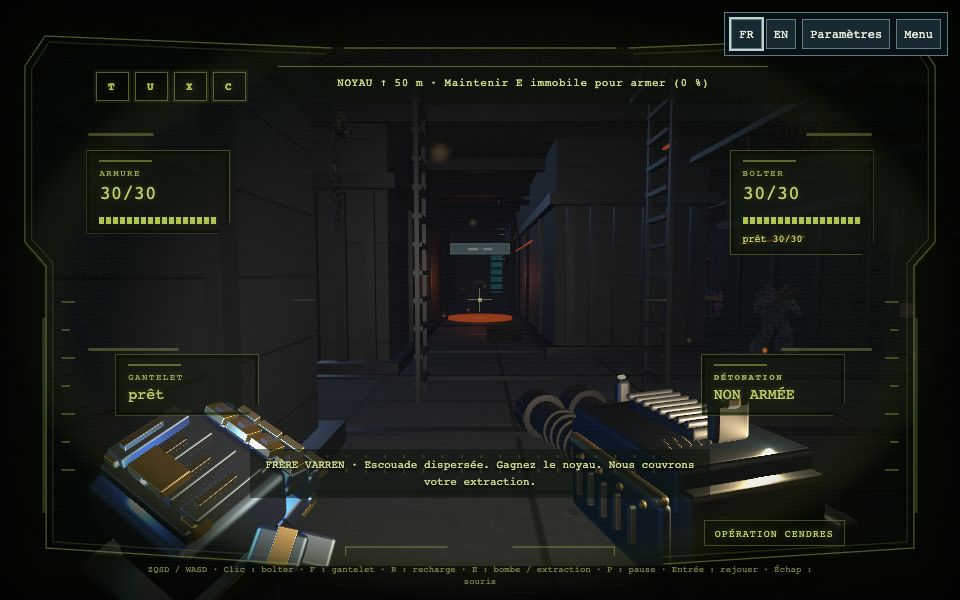 FR EN Paramètres Menu
T U X C
NOYAU ↑ 50 m · Maintenir E immobile pour armer (0 %)
ARMURE
30/30
BOLTER
30/30
prêt 30/30
GANTELET
prêt
DÉTONATION
NON ARMÉE
FRÈRE VARREN · Escouade dispersée. Gagnez le noyau. Nous couvrons
votre extraction.
OPÉRATION CENDRES
ZQSD / WASD · Clic : bolter · F : gantelet · R : recharge · E : bombe / extraction · P : pause · Entrée : rejouer · Échap :
souris